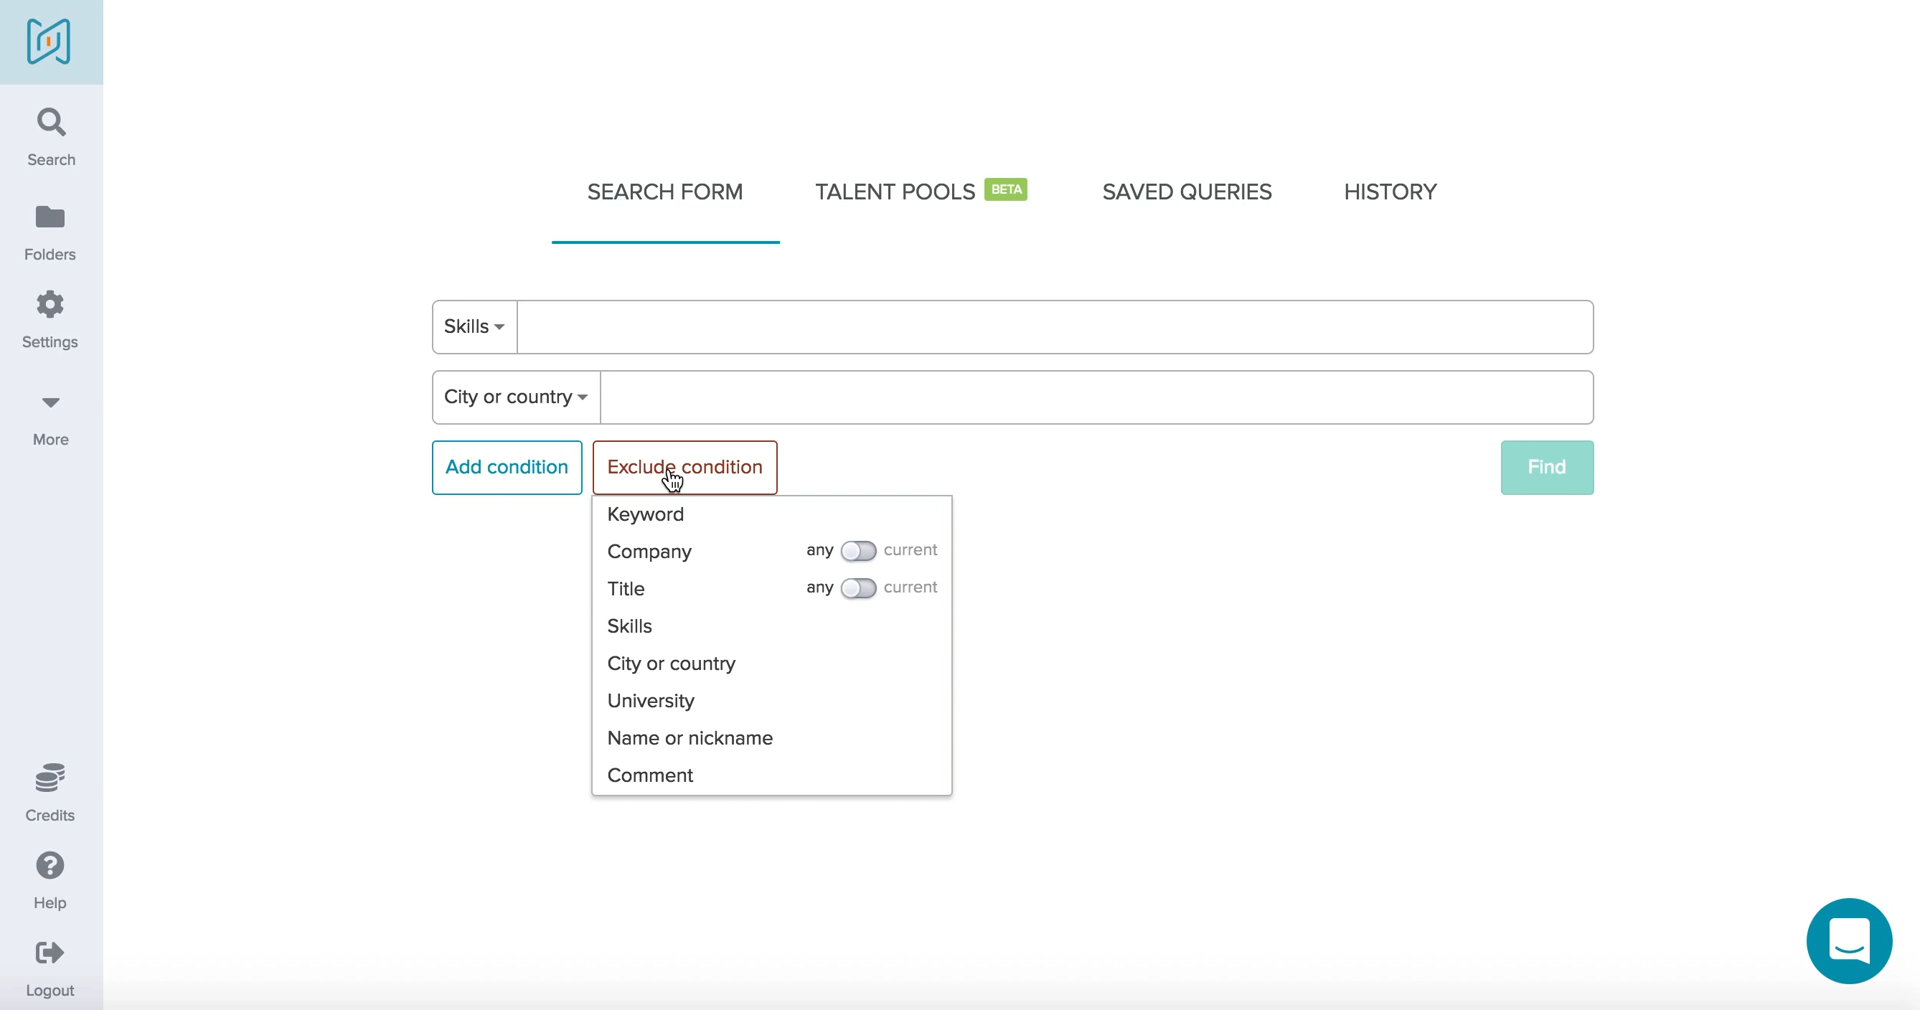 Search
Folders
Settings
More
Credits
Help
Logout
SEARCH FORM
TALENT POOLS BETA
SAVED QUERIES
HISTORY
Skills
City or country
Add condition
Exclude condition
Find
Keyword
Company any current
Title any current
Skills
City or country
University
Name or nickname
Comment